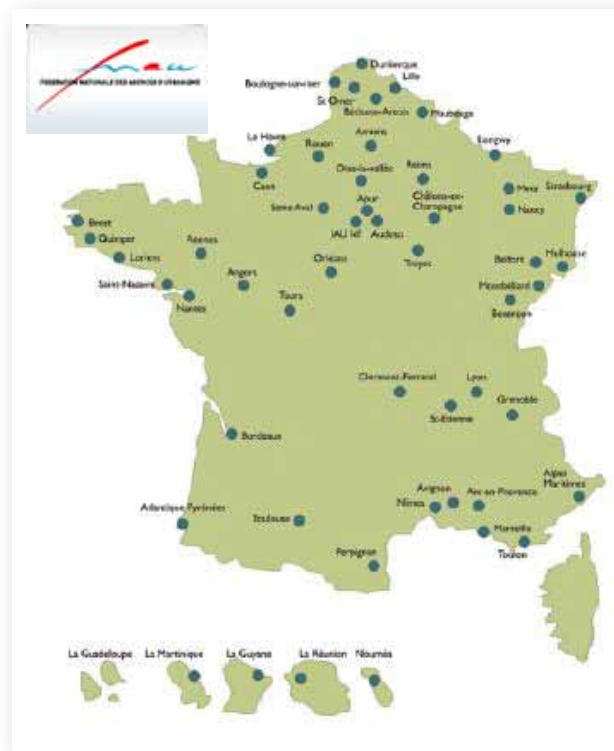 FEDERATION NATIONALE DES AGENCES D'URBANISME
Dunkerque
Boulogne-sur-mer
Lille
St Omer
Béthune-Artois
Maubeuge
Le Havre
Rouen
Amiens
Longwy
Caen
Oise-la-vallée
Reims
Metz
Strasbourg
Seine-Aval
Apur
Châlons-en-
Champagne
Nancy
Brest
Quimper
Lorient
Rennes
IAU îdf
Audeso
Troyes
Belfort
Mulhouse
Orléans
Saint-Nazaire
Angers
Montbéliard
Nantes
Tours
Besançon
Clermont-Ferrand
Lyon
Grenoble
St-Etienne
Bordeaux
Alpes
Maritimes
Avignon
Aix-en-Provence
Nîmes
Atlantique Pyrénées
Toulouse
Marseille
Toulon
Perpignan
La Guadeloupe
La Martinique
La Guyane
La Réunion
Nouméa